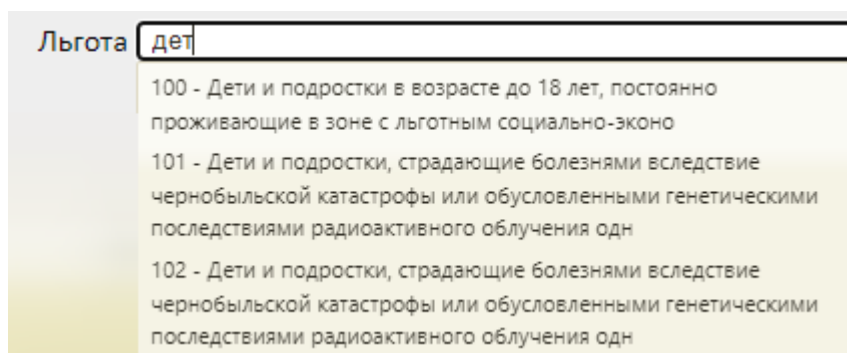 Льгота дет
100 - Дети и подростки в возрасте до 18 лет, постоянно
проживающие в зоне с льготным социально-эконо
101 - Дети и подростки, страдающие болезнями вследствие
чернобыльской катастрофы или обусловленными генетическими
последствиями радиоактивного облучения одн
102 - Дети и подростки, страдающие болезнями вследствие
чернобыльской катастрофы или обусловленными генетическими
последствиями радиоактивного облучения одн